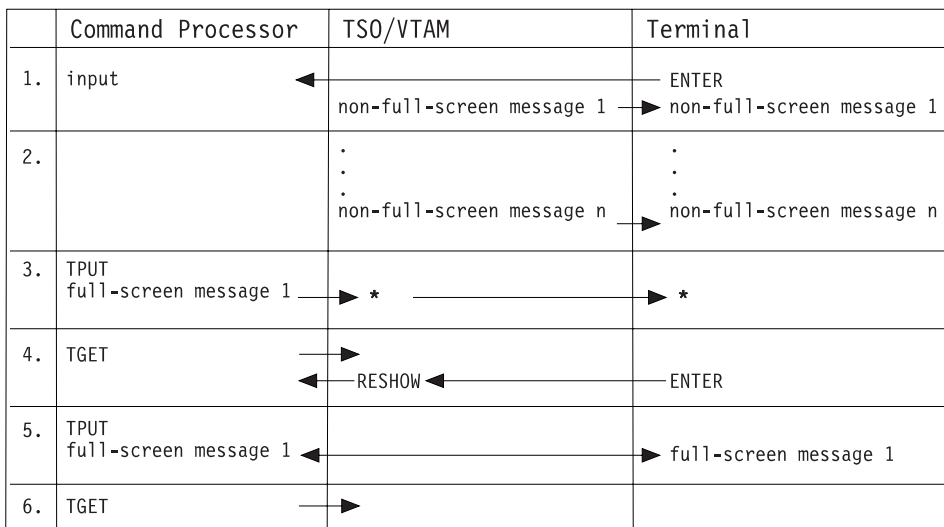 Command Processor TSO/VTAM Terminal
1. input ENTER
non-full-screen message 1 non-full-screen message 1
2. . .
. .
. .
non-full-screen message n non-full-screen message n
3. TPUT
full-screen message 1 * *
4. TGET
RESHOW ENTER
5. TPUT
full-screen message 1 full-screen message 1
6. TGET